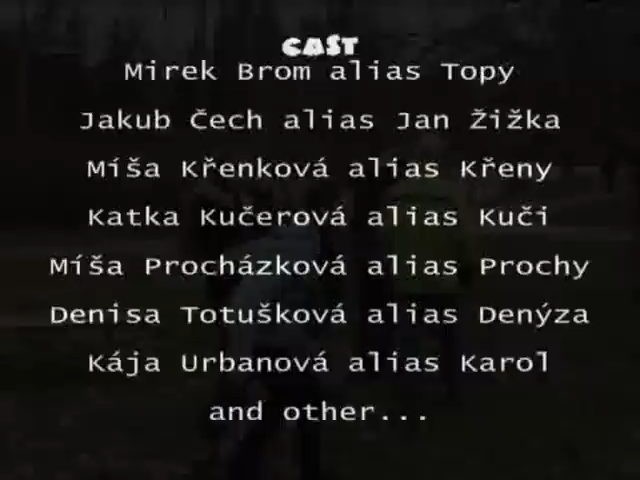 CAST
Mirek Brom alias Topy
Jakub Čech alias Jan Žižka
Míša Křenková alias Křeny
Katka Kučerová alias Kuči
Míša Procházková alias Prochy
Denisa Totušková alias Denýza
Kája Urbanová alias Karol
and other...